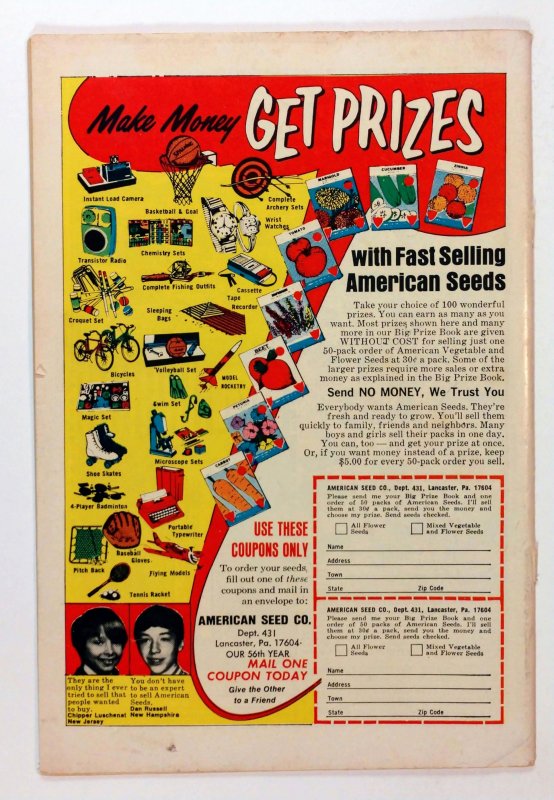 Make Money GET PRIZES
Instant Load Camera
Basketball & Goal
Complete
Archery Sets
Transistor Radio
Chemistry Sets
Wrist
Watches
Complete Fishing Outfits
Cassette
Tape
Recorder
Croquet Set
Sleeping
Bags
Bicycles
Volleyball Set
MODEL
ROCKETRY
Magic Set
Swim Set
Microscope Sets
Shoe Skates
4-Player Badminton
Portable
Typewriter
Baseball
Gloves
Pitch Back
Flying Models
Tennis Racket
MARIGOLD
CUCUMBER
ZINNIA
TOMATO
BEET
PETUNIA
CARROT
with Fast Selling
American Seeds
Take your choice of 100 wonderful
prizes. You can earn as many as you
want. Most prizes shown here and many
more in our Big Prize Book are given
WITHOUT COST for selling just one
50-pack order of American Vegetable and
Flower Seeds at 30¢ a pack. Some of the
larger prizes require more sales or extra
money as explained in the Big Prize Book.
Send NO MONEY, We Trust You
Everybody wants American Seeds. They're
fresh and ready to grow. You'll sell them
quickly to family, friends and neighbors. Many
boys and girls sell their packs in one day.
You can, too — and get your prize at once.
Or, if you want money instead of a prize, keep
$5.00 for every 50-pack order you sell.
USE THESE
COUPONS ONLY
To order your seeds,
fill out one of these
coupons and mail in
an envelope to:
AMERICAN SEED CO.
Dept. 431
Lancaster, Pa. 17604
OUR 56th YEAR
MAIL ONE
COUPON TODAY
Give the Other
to a Friend
AMERICAN SEED CO., Dept. 431, Lancaster, Pa. 17604
Please send me your Big Prize Book and one
order of 50 packs of American Seeds. I'll sell
them at 30¢ a pack, send you the money and
choose my prize. Send seeds checked.
All Flower
Seeds
Mixed Vegetable
and Flower Seeds
Name
Address
Town
State Zip Code
AMERICAN SEED CO., Dept. 431, Lancaster, Pa. 17604
Please send me your Big Prize Book and one
order of 50 packs of American Seeds. I'll sell
them at 30¢ a pack, send you the money and
choose my prize. Send seeds checked.
All Flower
Seeds
Mixed Vegetable
and Flower Seeds
Name
Address
Town
State Zip Code
They are the
only thing I ever
tried to sell that
people wanted
to buy.
Chipper Luschenat
New Jersey
You don't have
to be an expert
to sell American
Seeds.
Dan Russell
New Hampshire